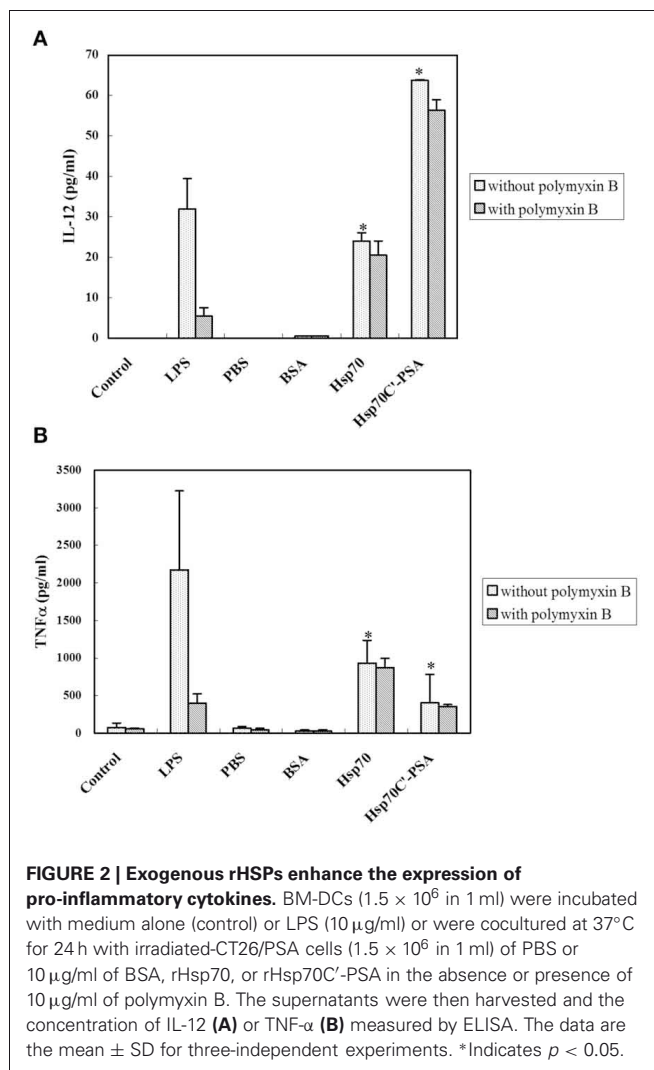 A
70
60
50
40
30
20
10
0
IL-12 (pg/ml)
*
*
Control
LPS
PBS
BSA
Hsp70
Hsp70C'-PSA
without polymyxin B
with polymyxin B
B
3500
3000
2500
2000
1500
1000
500
0
TNFα (pg/ml)
*
*
Control
LPS
PBS
BSA
Hsp70
Hsp70C'-PSA
without polymyxin B
with polymyxin B
FIGURE 2 | Exogenous rHSPs enhance the expression of
pro-inflammatory cytokines. BM-DCs (1.5 × 10⁶ in 1 ml) were incubated
with medium alone (control) or LPS (10 μg/ml) or were cocultured at 37°C
for 24 h with irradiated-CT26/PSA cells (1.5 × 10⁶ in 1 ml) of PBS or
10 μg/ml of BSA, rHsp70, or rHsp70C′-PSA in the absence or presence of
10 μg/ml of polymyxin B. The supernatants were then harvested and the
concentration of IL-12 (A) or TNF-α (B) measured by ELISA. The data are
the mean ± SD for three-independent experiments. *Indicates p < 0.05.